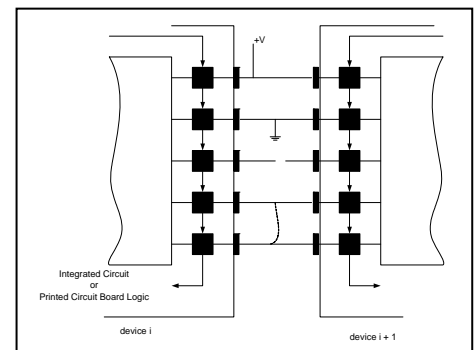 +V
Integrated Circuit
or
Printed Circuit Board Logic
device i
device i + 1